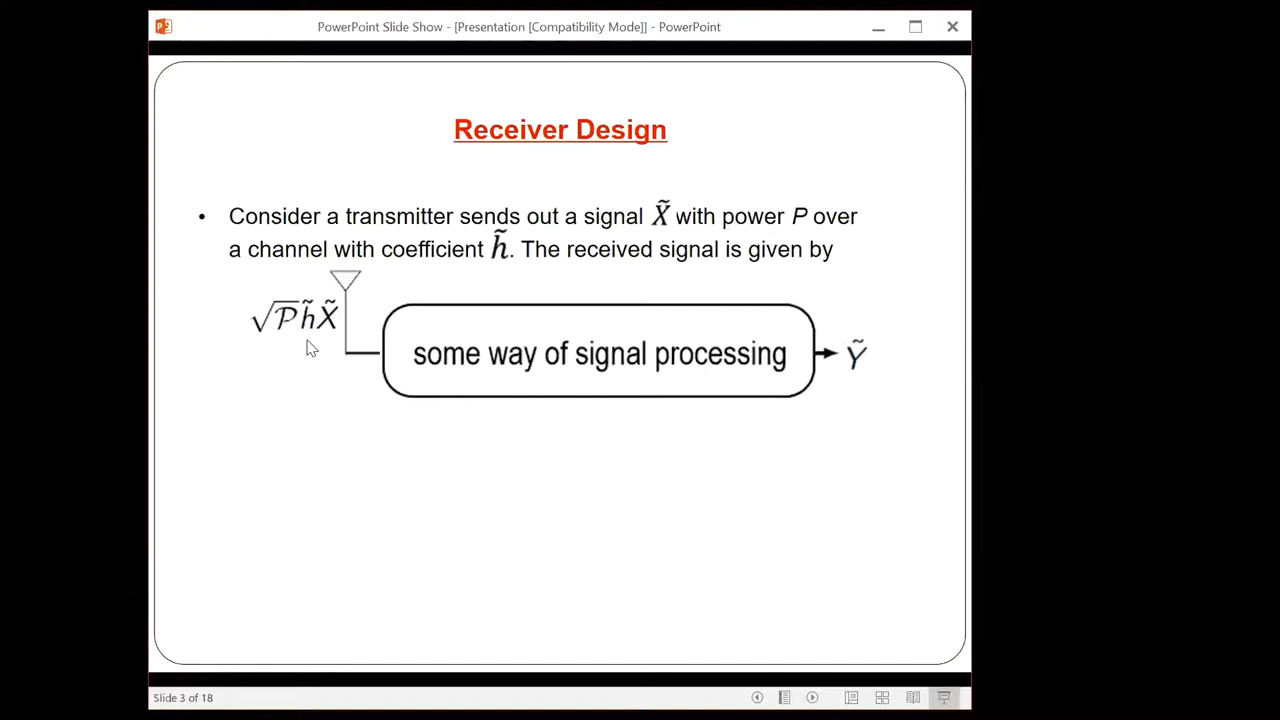 PowerPoint Slide Show - [Presentation [Compatibility Mode]] - PowerPoint
Receiver Design
• Consider a transmitter sends out a signal X̃ with power P over
a channel with coefficient h̃. The received signal is given by
√𝒫h̃X̃
some way of signal processing
Ỹ
Slide 3 of 18